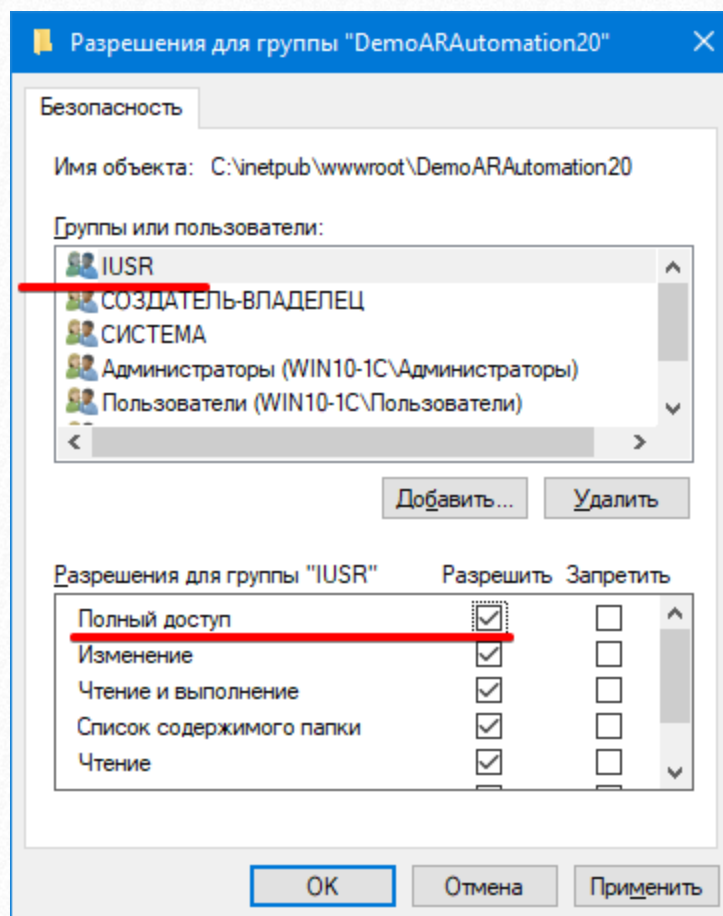 Разрешения для группы "DemoARAutomation20"
Безопасность
Имя объекта: C:\inetpub\wwwroot\DemoARAutomation20
Группы или пользователи:
IUSR
СОЗДАТЕЛЬ-ВЛАДЕЛЕЦ
СИСТЕМА
Администраторы (WIN10-1C\Администраторы)
Пользователи (WIN10-1C\Пользователи)
Добавить... Удалить
Разрешения для группы "IUSR" Разрешить Запретить
Полный доступ
Изменение
Чтение и выполнение
Список содержимого папки
Чтение
OK Отмена Применить